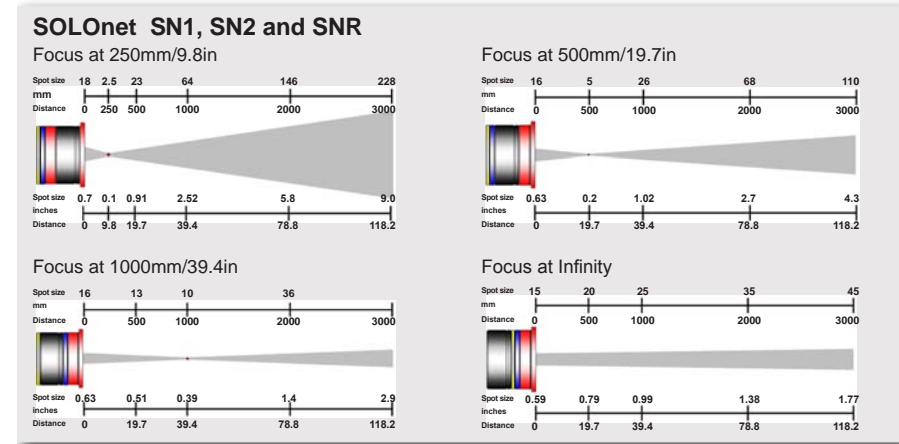 SOLOnet SN1, SN2 and SNR
Focus at 250mm/9.8in
Spot size 18 2.5 23 64 146 228
mm
Distance 0 250 500 1000 2000 3000
Spot size 0.7 0.1 0.91 2.52 5.8 9.0
inches
Distance 0 9.8 19.7 39.4 78.8 118.2
Focus at 500mm/19.7in
Spot size 16 5 26 68 110
mm
Distance 0 500 1000 2000 3000
Spot size 0.63 0.2 1.02 2.7 4.3
inches
Distance 0 19.7 39.4 78.8 118.2
Focus at 1000mm/39.4in
Spot size 16 13 10 36
mm
Distance 0 500 1000 2000 3000
Spot size 0.63 0.51 0.39 1.4 2.9
inches
Distance 0 19.7 39.4 78.8 118.2
Focus at Infinity
Spot size 15 20 25 35 45
mm
Distance 0 500 1000 2000 3000
Spot size 0.59 0.79 0.99 1.38 1.77
inches
Distance 0 19.7 39.4 78.8 118.2